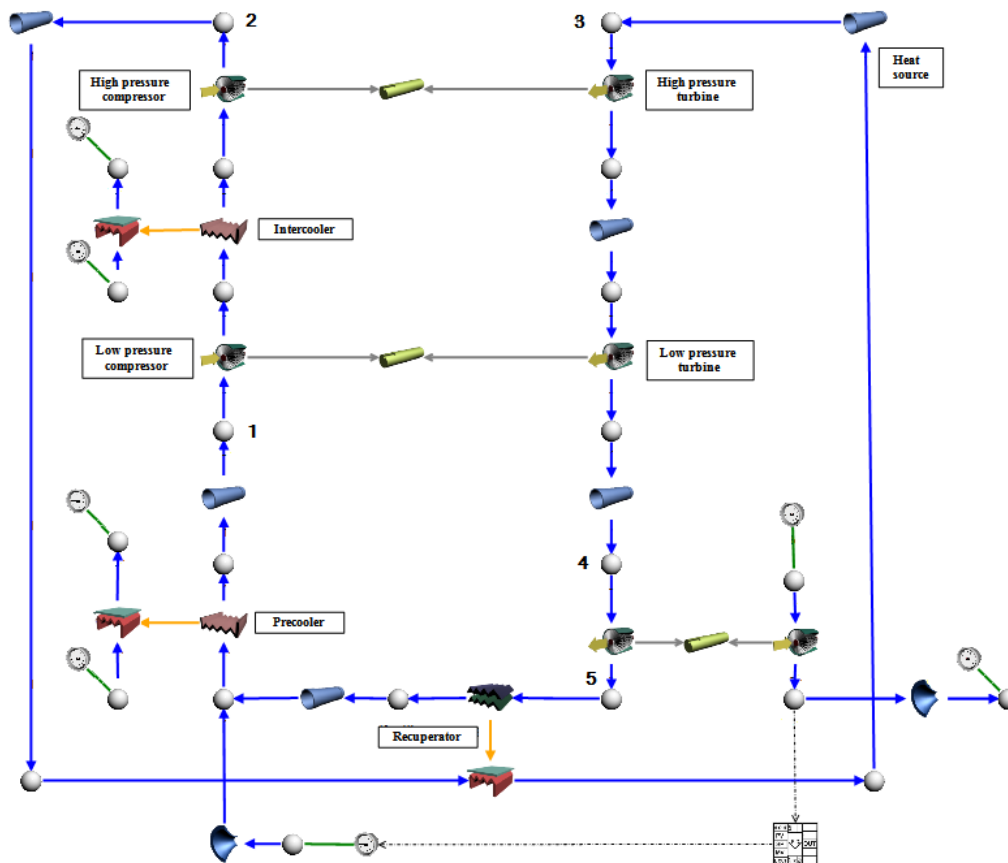 2
3
High pressure
compressor
High pressure
turbine
Heat
source
Intercooler
Low pressure
compressor
Low pressure
turbine
1
4
Precooler
5
Recuperator
OUT